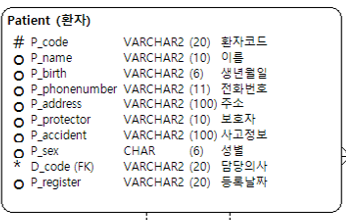 Patient (환자)
# P_code VARCHAR2 (20) 환자코드
o P_name VARCHAR2 (10) 이름
o P_birth VARCHAR2 (6) 생년월일
o P_phonenumber VARCHAR2 (11) 전화번호
o P_address VARCHAR2 (100) 주소
o P_protector VARCHAR2 (10) 보호자
o P_accident VARCHAR2 (100) 사고정보
o P_sex CHAR (6) 성별
* D_code (FK) VARCHAR2 (20) 담당의사
o P_register VARCHAR2 (20) 등록날짜